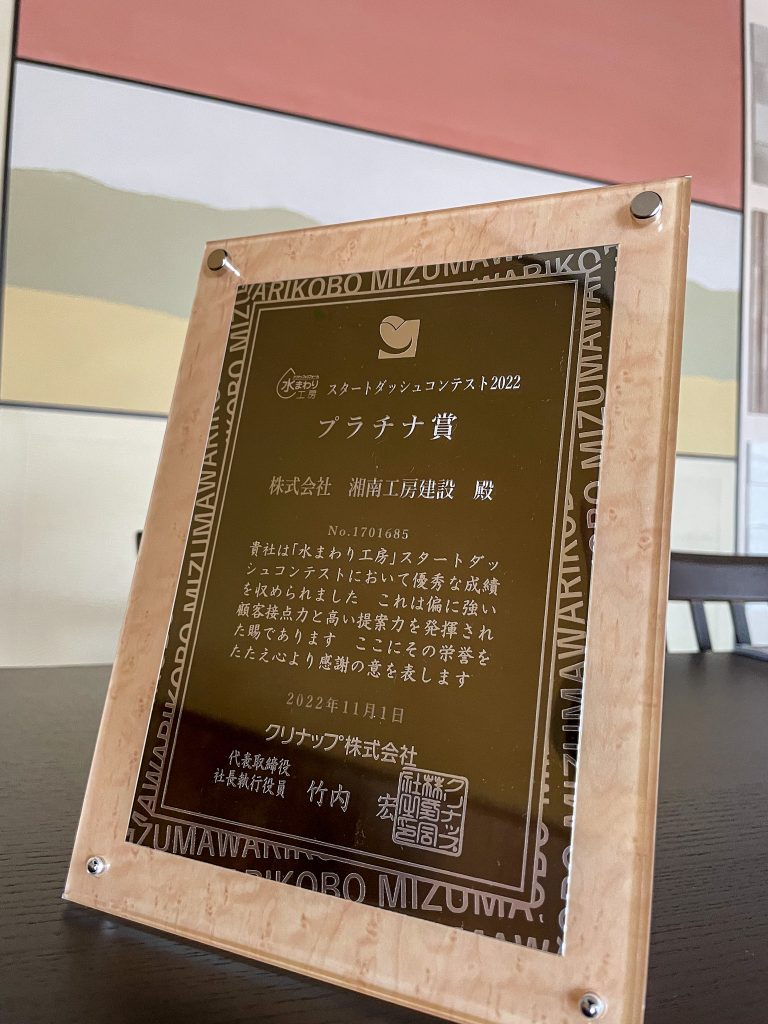 水まわり工房 スタートダッシュコンテスト2022
プラチナ賞
株式会社 湘南工房建設 殿
No.1701685
貴社は「水まわり工房」スタートダッ
シュコンテストにおいて優秀な成績
を収められました これは偏に強い
顧客接点力と高い提案力を発揮され
た賜であります ここにその栄誉を
たたえ心より感謝の意を表します
2022年11月1日
クリナップ株式会社
代表取締役
社長執行役員 竹内 宏
MIZUMAWARIKOBO